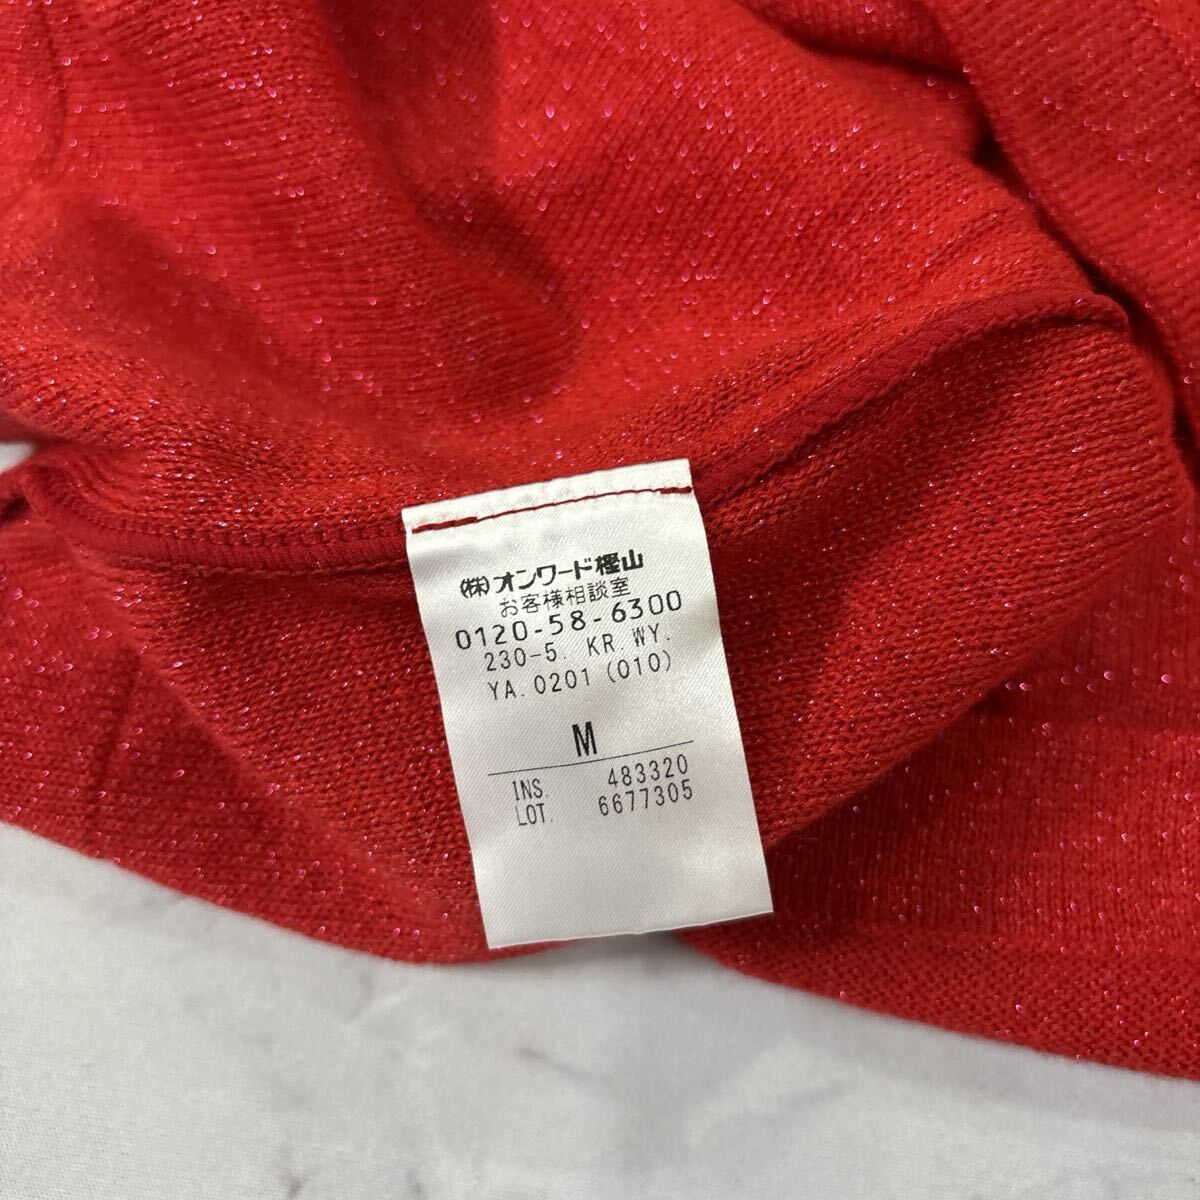 (株)オンワード樫山
お客様相談室
0120-58-6300
230-5. KR.WY.
YA.0201(010)
M
INS. 483320
LOT. 6677305